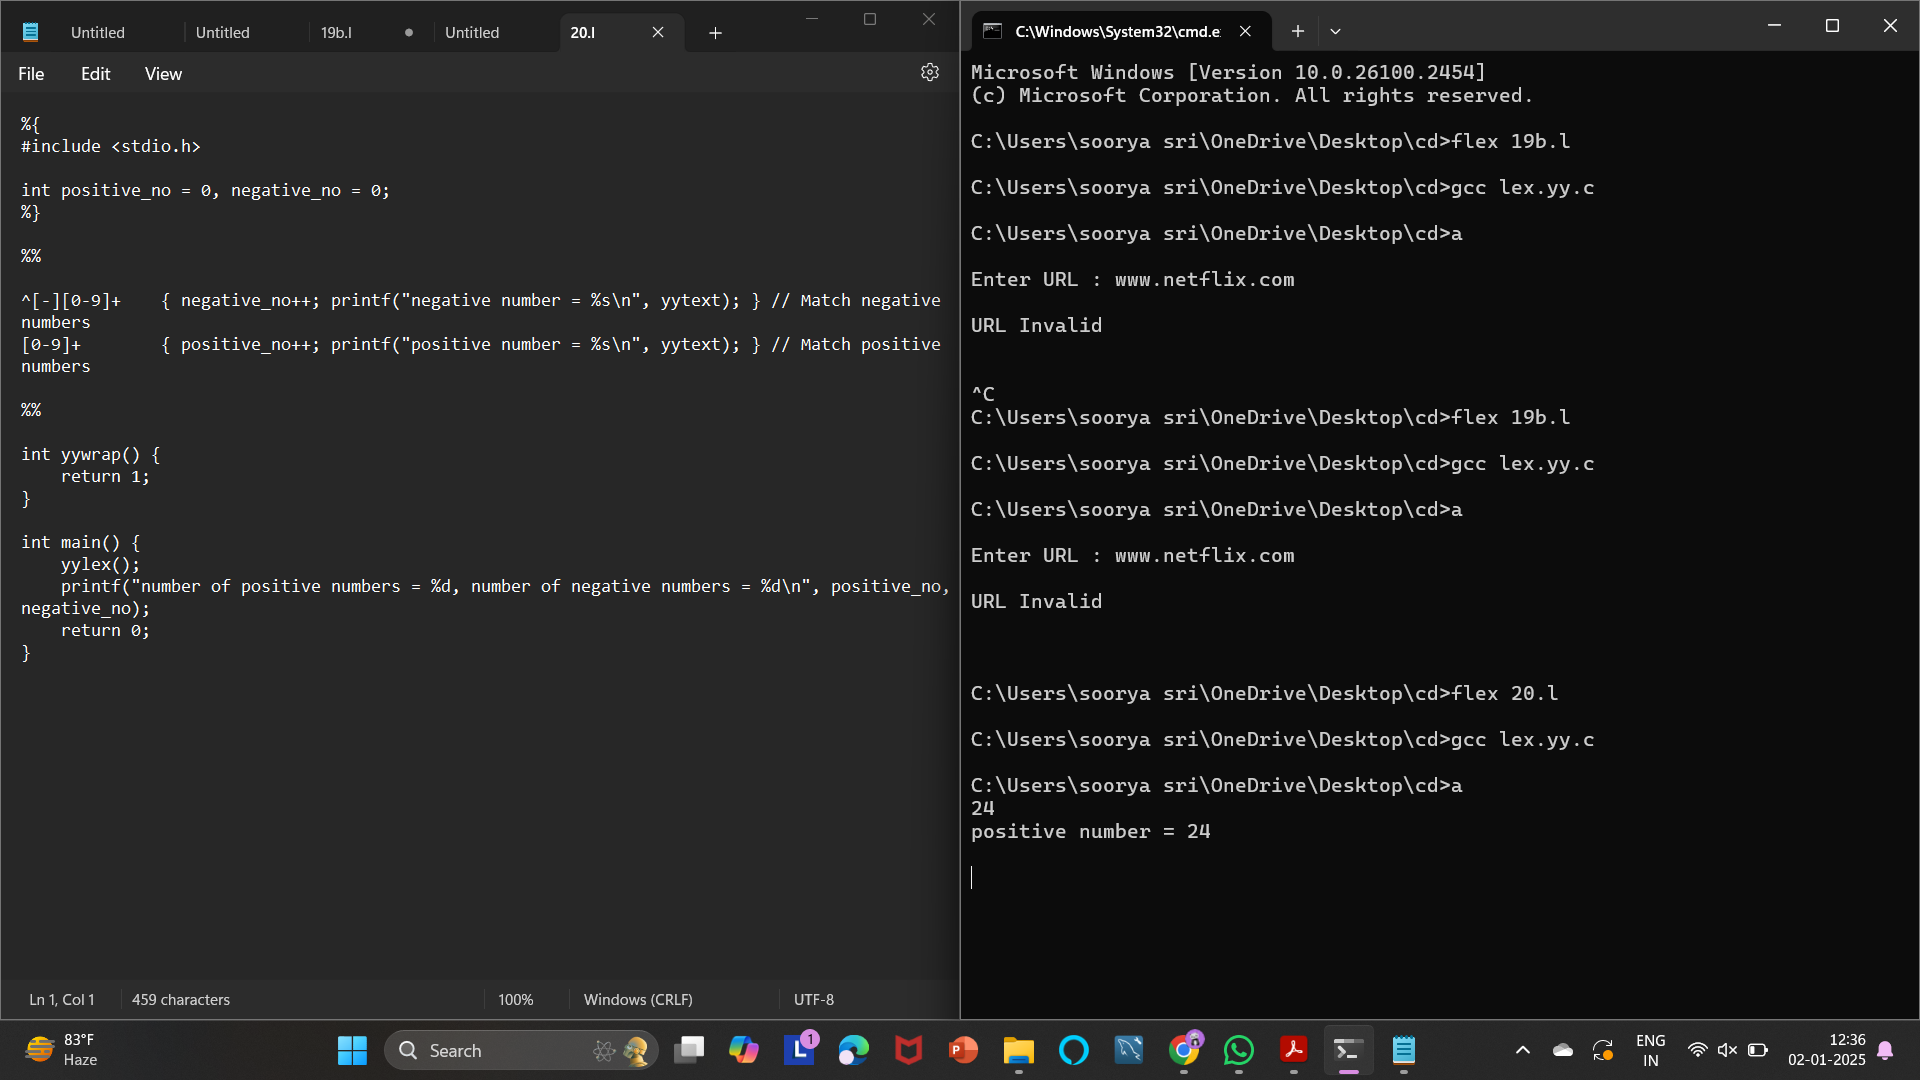 Untitled
Untitled
19b.l
Untitled
20.l
File
Edit
View
%{
#include <stdio.h>
int positive_no = 0, negative_no = 0;
%}
%%
^[-][0-9]+    { negative_no++; printf("negative number = %s\n", yytext); } // Match negative
numbers
[0-9]+        { positive_no++; printf("positive number = %s\n", yytext); } // Match positive
numbers
%%
int yywrap() {
    return 1;
}
int main() {
    yylex();
    printf("number of positive numbers = %d, number of negative numbers = %d\n", positive_no,
negative_no);
    return 0;
}
Ln 1, Col 1
459 characters
100%
Windows (CRLF)
UTF-8
C:\Windows\System32\cmd.e
Microsoft Windows [Version 10.0.26100.2454]
(c) Microsoft Corporation. All rights reserved.
C:\Users\soorya sri\OneDrive\Desktop\cd>flex 19b.l
C:\Users\soorya sri\OneDrive\Desktop\cd>gcc lex.yy.c
C:\Users\soorya sri\OneDrive\Desktop\cd>a
Enter URL : www.netflix.com
URL Invalid
^C
C:\Users\soorya sri\OneDrive\Desktop\cd>flex 19b.l
C:\Users\soorya sri\OneDrive\Desktop\cd>gcc lex.yy.c
C:\Users\soorya sri\OneDrive\Desktop\cd>a
Enter URL : www.netflix.com
URL Invalid
C:\Users\soorya sri\OneDrive\Desktop\cd>flex 20.l
C:\Users\soorya sri\OneDrive\Desktop\cd>gcc lex.yy.c
C:\Users\soorya sri\OneDrive\Desktop\cd>a
24
positive number = 24
83°F
Haze
Search
L
1
P
ENG
IN
12:36
02-01-2025